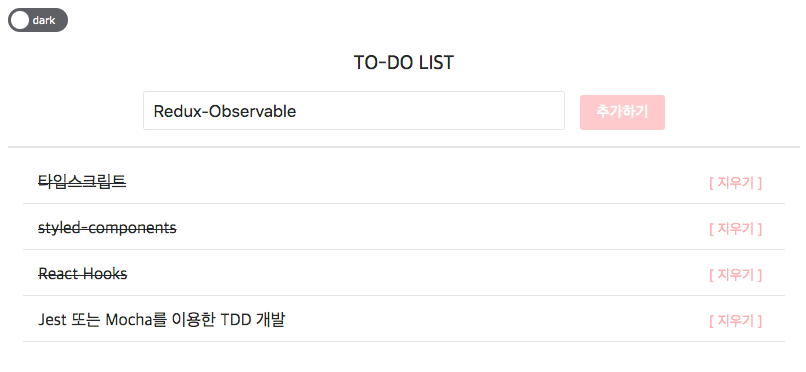 dark
TO-DO LIST
Redux-Observable
추가하기
타입스크립트
[ 지우기 ]
styled-components
[ 지우기 ]
React Hooks
[ 지우기 ]
Jest 또는 Mocha를 이용한 TDD 개발
[ 지우기 ]